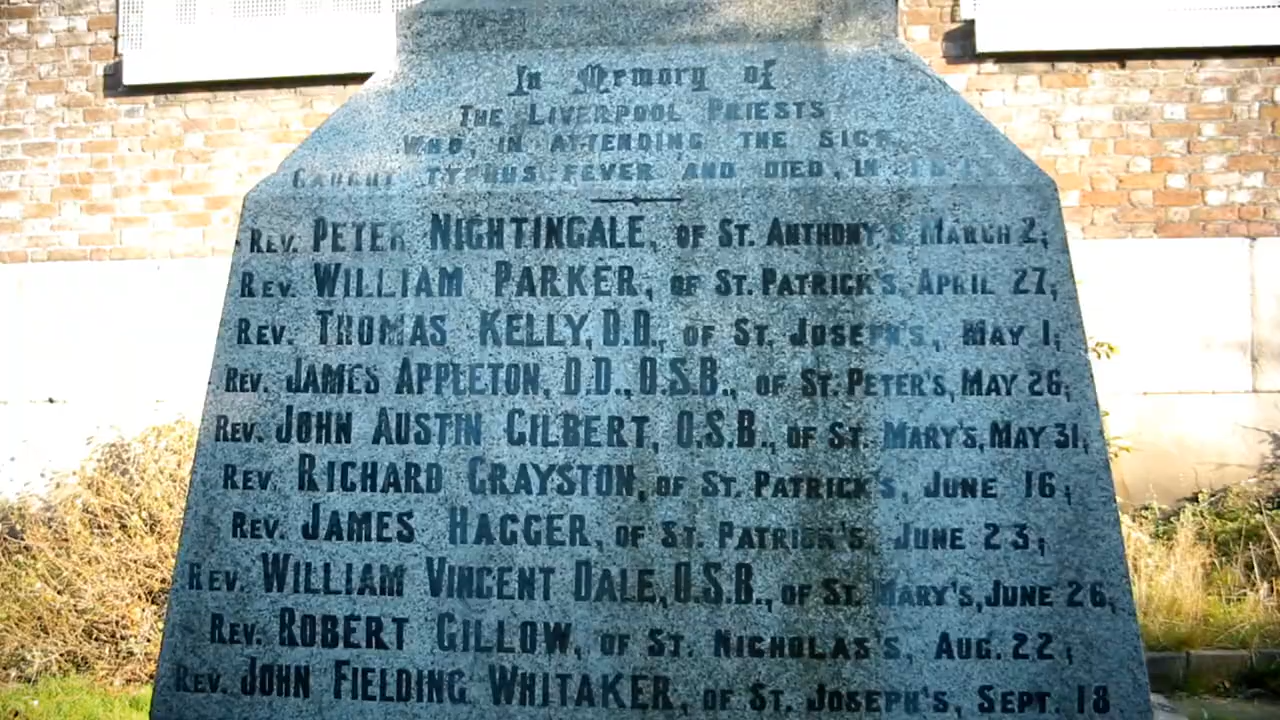 In Memory of
THE LIVERPOOL PRIESTS
WHO, IN ATTENDING THE SICK,
CAUGHT TYPHUS FEVER AND DIED, IN
REV. PETER NIGHTINGALE, OF ST. ANTHONY'S, MARCH 2;
REV. WILLIAM PARKER, OF ST. PATRICK'S, APRIL 27;
REV. THOMAS KELLY, D.D., OF ST. JOSEPH'S, MAY 1;
REV. JAMES APPLETON, D.D., O.S.B., OF ST. PETER'S, MAY 26;
REV. JOHN AUSTIN GILBERT, O.S.B., OF ST. MARY'S, MAY 31;
REV. RICHARD GRAYSTON, OF ST. PATRICK'S, JUNE 16;
REV. JAMES HAGGER, OF ST. PATRICK'S, JUNE 23;
REV. WILLIAM VINCENT DALE, O.S.B., OF ST. MARY'S, JUNE 26;
REV. ROBERT GILLOW, OF ST. NICHOLAS'S, AUG. 22;
REV. JOHN FIELDING WHITAKER, OF ST. JOSEPH'S, SEPT. 18